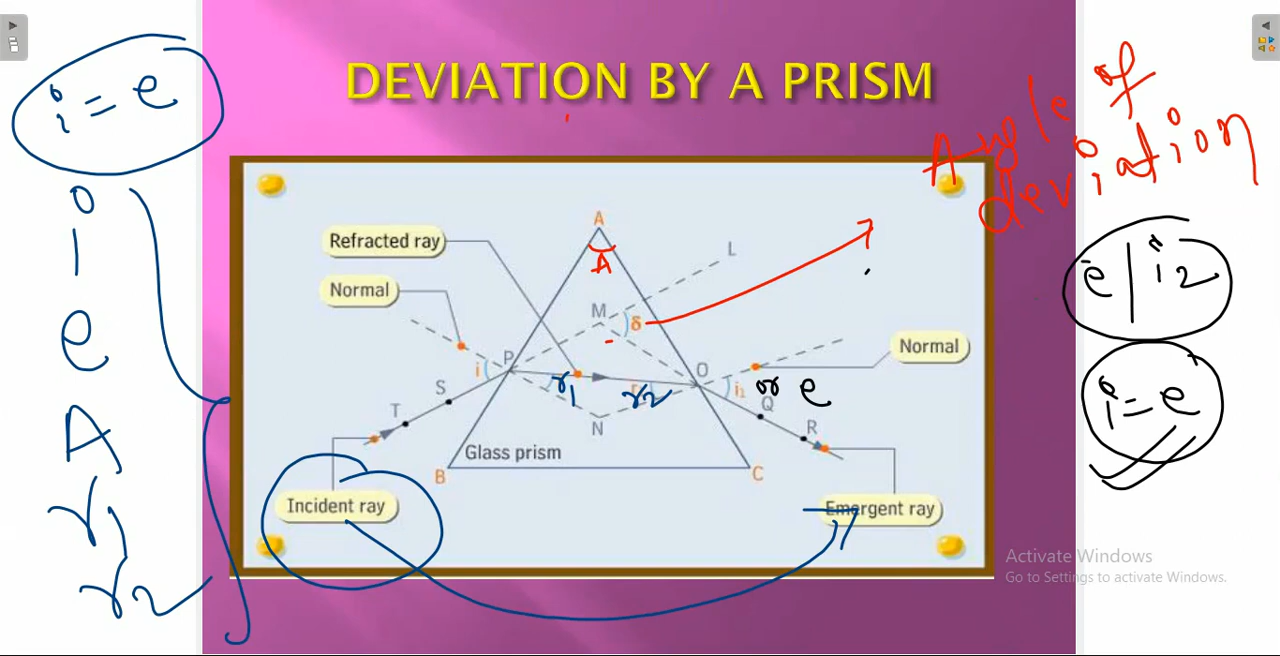 DEVIATION BY A PRISM
i = e
i
e
A
r1
r2
Angle of
deviation
e | i2
i = e
A
A
L
M
δ
Refracted ray
Normal
Normal
P
i
r1
r2
O
i1 or e
S
T
N
Q
R
Glass prism
B
C
Incident ray
Emergent ray
Activate Windows
Go to Settings to activate Windows.